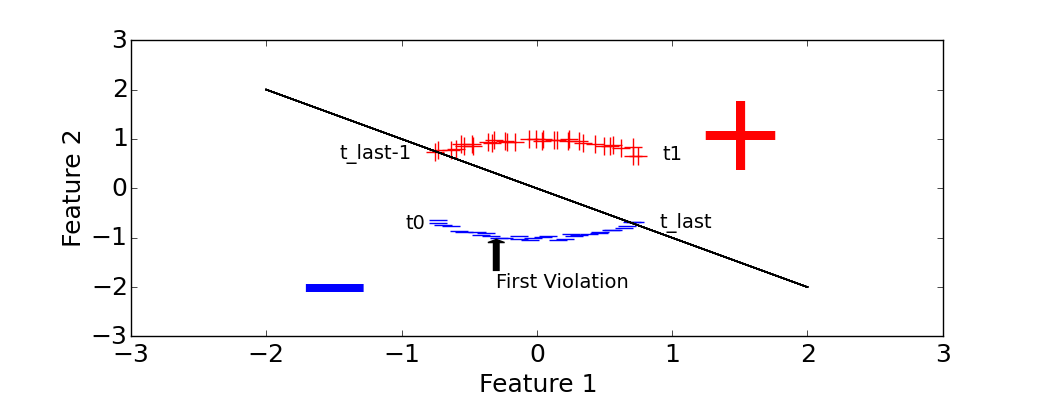 3
2
1
0
−1
−2
−3
Feature 2
t_last-1
t1
t0
t_last
First Violation
−3 −2 −1 0 1 2 3
Feature 1